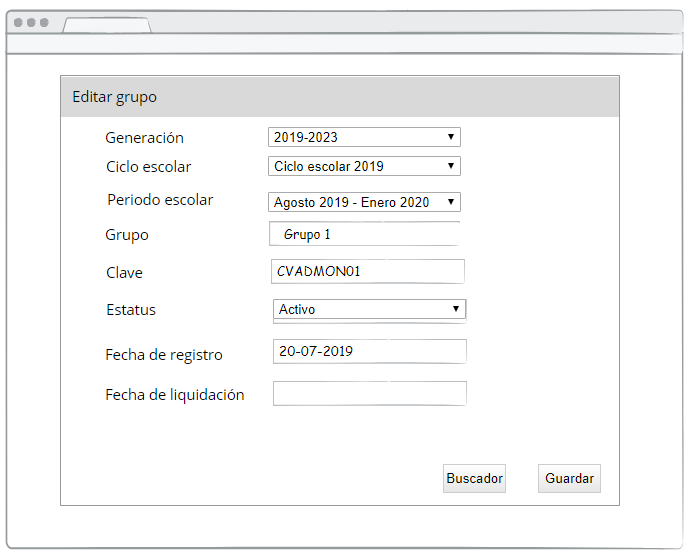 Editar grupo
Generación 2019-2023
Ciclo escolar Ciclo escolar 2019
Periodo escolar Agosto 2019 - Enero 2020
Grupo Grupo 1
Clave CVADMON01
Estatus Activo
Fecha de registro 20-07-2019
Fecha de liquidación
Buscador Guardar